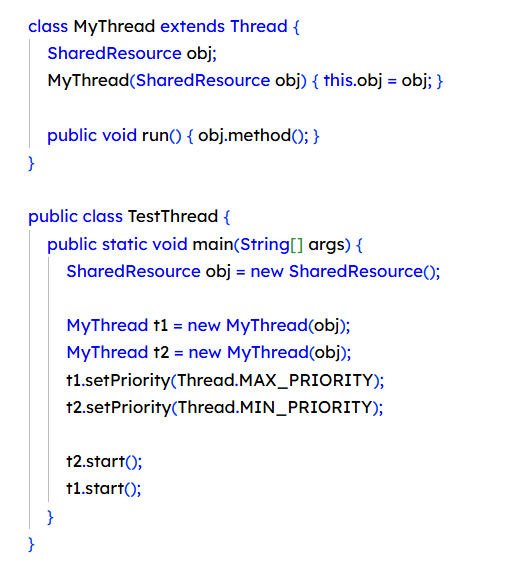 class MyThread extends Thread {
SharedResource obj;
MyThread(SharedResource obj) { this.obj = obj; }
public void run() { obj.method(); }
}
public class TestThread {
public static void main(String[] args) {
SharedResource obj = new SharedResource();
MyThread t1 = new MyThread(obj);
MyThread t2 = new MyThread(obj);
t1.setPriority(Thread.MAX_PRIORITY);
t2.setPriority(Thread.MIN_PRIORITY);
t2.start();
t1.start();
}
}